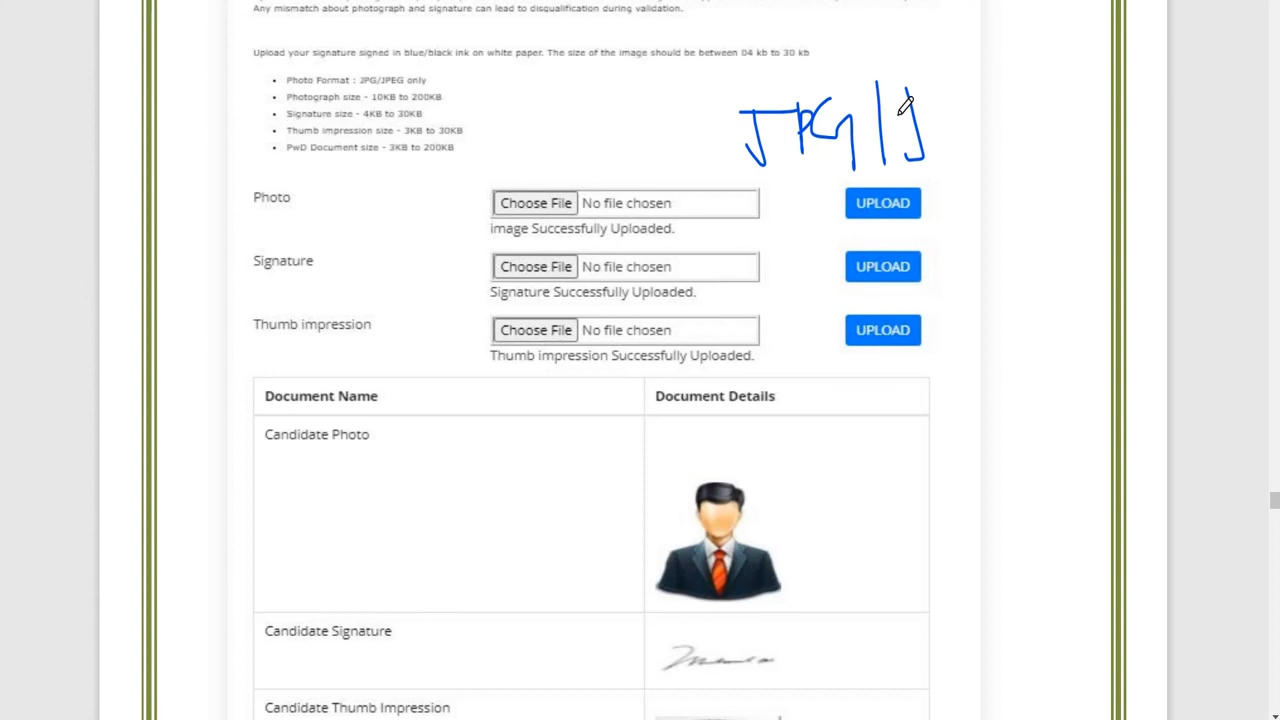 Any mismatch about photograph and signature can lead to disqualification during validation.
Upload your signature signed in blue/black ink on white paper. The size of the image should be between 04 kb to 30 kb
• Photo Format : JPG/JPEG only
• Photograph size - 10KB to 200KB
• Signature size - 4KB to 30KB
• Thumb impression size - 3KB to 30KB
• PwD Document size - 3KB to 200KB
JPG|J
Photo Choose File No file chosen UPLOAD
image Successfully Uploaded.
Signature Choose File No file chosen UPLOAD
Signature Successfully Uploaded.
Thumb impression Choose File No file chosen UPLOAD
Thumb impression Successfully Uploaded.
Document Name Document Details
Candidate Photo
Candidate Signature
Candidate Thumb Impression